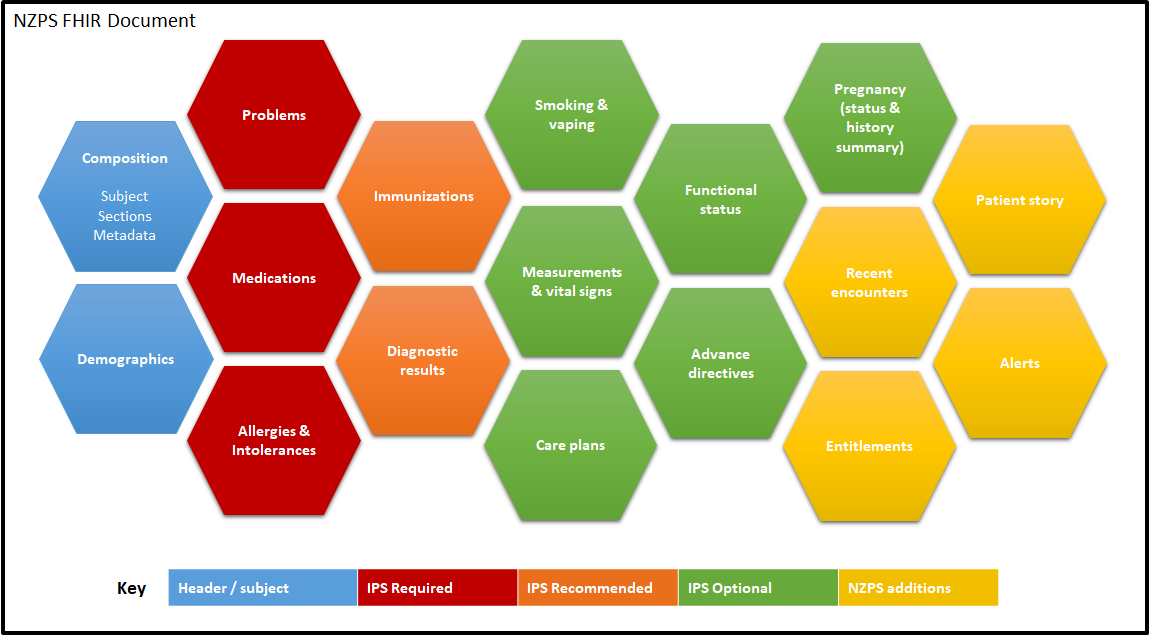 NZPS FHIR Document
Composition
Subject
Sections
Metadata
Demographics
Problems
Medications
Allergies &
Intolerances
Immunizations
Diagnostic
results
Smoking &
vaping
Measurements
& vital signs
Care plans
Functional
status
Advance
directives
Pregnancy
(status &
history
summary)
Recent
encounters
Entitlements
Patient story
Alerts
Key
Header / subject
IPS Required
IPS Recommended
IPS Optional
NZPS additions